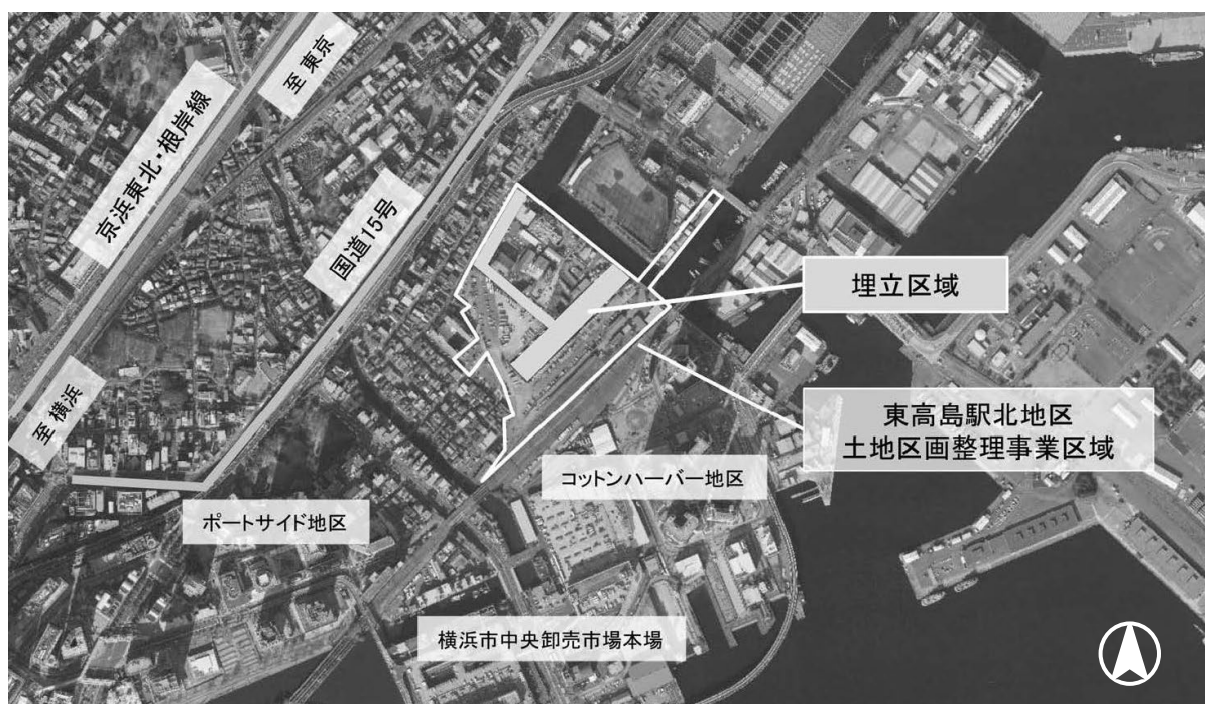 至 東京
京浜東北・根岸線
国道15号
埋立区域
東高島駅北地区
土地区画整理事業区域
至 横浜
コットンハーバー地区
ポートサイド地区
横浜市中央卸売市場本場